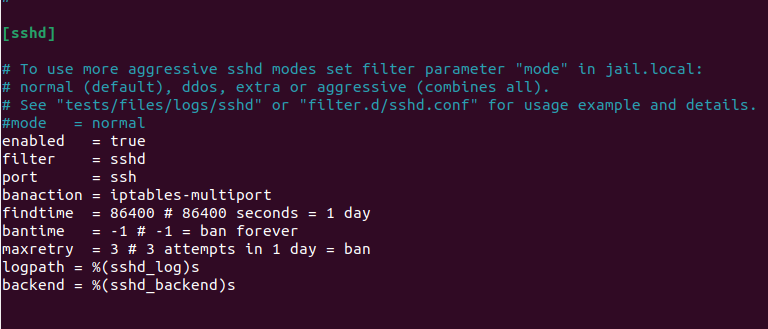 [sshd]
# To use more aggressive sshd modes set filter parameter "mode" in jail.local:
# normal (default), ddos, extra or aggressive (combines all).
# See "tests/files/logs/sshd" or "filter.d/sshd.conf" for usage example and details.
#mode   = normal
enabled   = true
filter    = sshd
port      = ssh
banaction = iptables-multiport
findtime  = 86400 # 86400 seconds = 1 day
bantime   = -1 # -1 = ban forever
maxretry  = 3 # 3 attempts in 1 day = ban
logpath = %(sshd_log)s
backend = %(sshd_backend)s